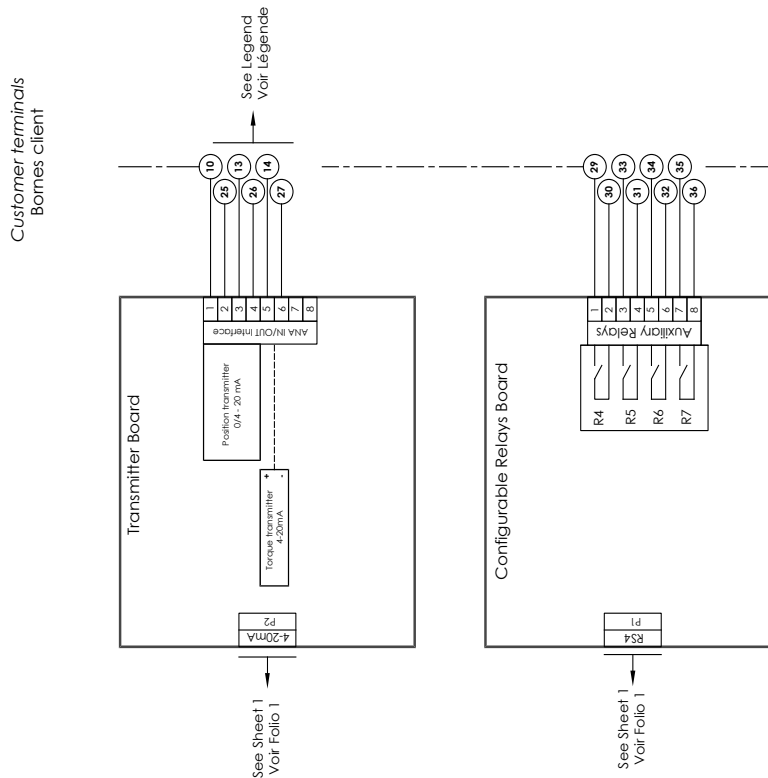 Customer terminals
Bornes client
See Legend
Voir Légende
10
25
13
26
14
27
29
30
33
31
34
32
35
36
Transmitter Board
1
2
3
4
5
6
7
8
ANA IN/OUT Interface
Position transmitter
0/4 - 20 mA
Torque transmitter
4-20mA
+
-
P2
4-20mA
See Sheet 1
Voir Folio 1
Configurable Relays Board
1
2
3
4
5
6
7
8
Auxiliary Relays
R4
R5
R6
R7
P1
RS4
See Sheet 1
Voir Folio 1